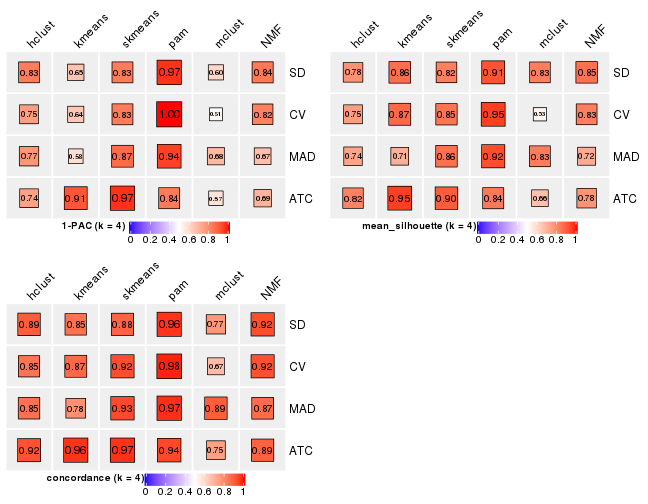 hclust kmeans skmeans pam mclust NMF
0.83 0.65 0.83 0.97 0.60 0.84 SD
0.75 0.64 0.83 1.00 0.51 0.82 CV
0.77 0.58 0.87 0.94 0.68 0.67 MAD
0.74 0.91 0.97 0.84 0.57 0.69 ATC
1-PAC (k = 4)
0 0.2 0.4 0.6 0.8 1
hclust kmeans skmeans pam mclust NMF
0.78 0.86 0.82 0.91 0.83 0.85 SD
0.75 0.87 0.85 0.95 0.53 0.83 CV
0.74 0.71 0.86 0.92 0.83 0.72 MAD
0.82 0.95 0.90 0.84 0.66 0.78 ATC
mean_silhouette (k = 4)
0 0.2 0.4 0.6 0.8 1
hclust kmeans skmeans pam mclust NMF
0.89 0.85 0.88 0.96 0.77 0.92 SD
0.85 0.87 0.92 0.98 0.67 0.92 CV
0.85 0.78 0.93 0.97 0.89 0.87 MAD
0.92 0.96 0.97 0.94 0.75 0.89 ATC
concordance (k = 4)
0 0.2 0.4 0.6 0.8 1